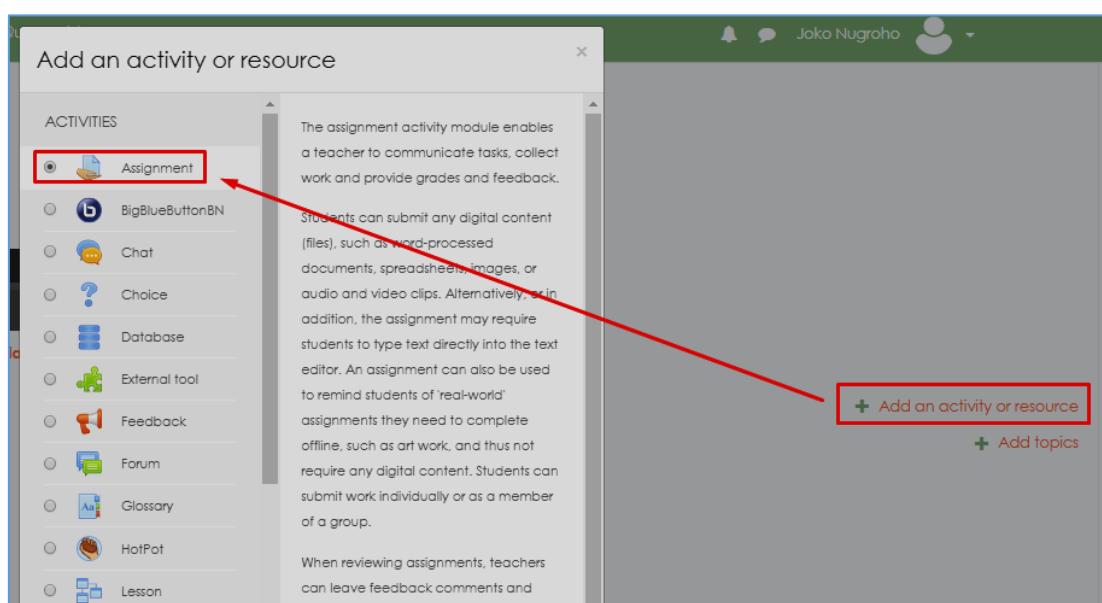 Joko Nugroho
Add an activity or resource
×
ACTIVITIES
Assignment
BigBlueButtonBN
Chat
Choice
Database
External tool
Feedback
Forum
Glossary
HotPot
Lesson
The assignment activity module enables
a teacher to communicate tasks, collect
work and provide grades and feedback.
Students can submit any digital content
(files), such as word-processed
documents, spreadsheets, images, or
audio and video clips. Alternatively, or in
addition, the assignment may require
students to type text directly into the text
editor. An assignment can also be used
to remind students of 'real-world'
assignments they need to complete
offline, such as art work, and thus not
require any digital content. Students can
submit work individually or as a member
of a group.
When reviewing assignments, teachers
can leave feedback comments and
+ Add an activity or resource
+ Add topics